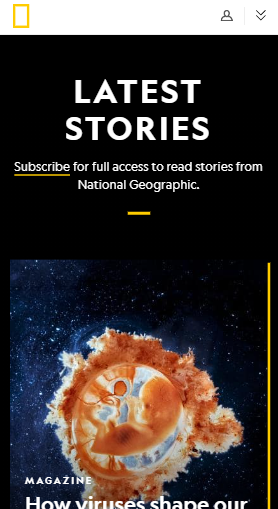 LATEST
STORIES
Subscribe for full access to read stories from
National Geographic.
MAGAZINE
How viruses shape our